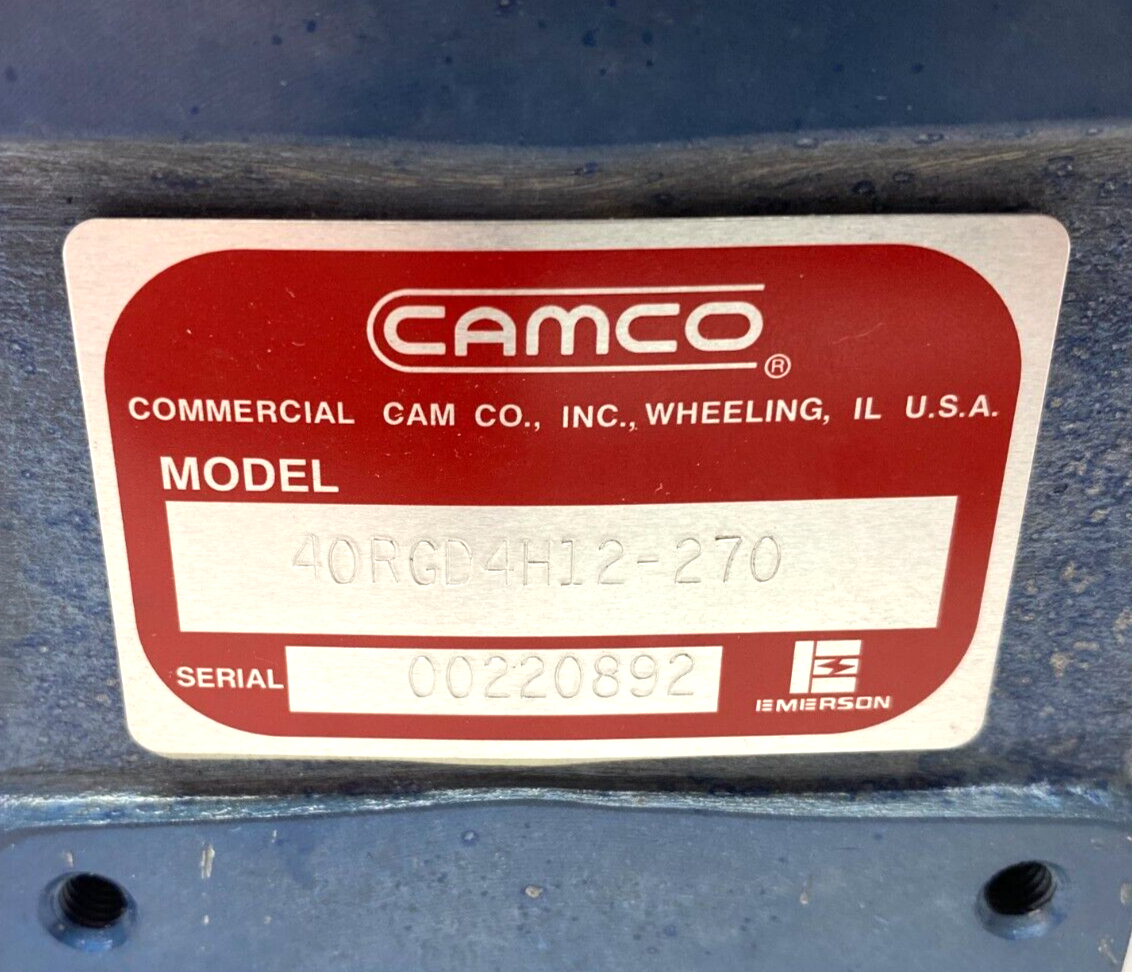 CAMCO®
COMMERCIAL CAM CO., INC., WHEELING, IL U.S.A.
MODEL
40RGD4H12-270
SERIAL 00220892
EMERSON